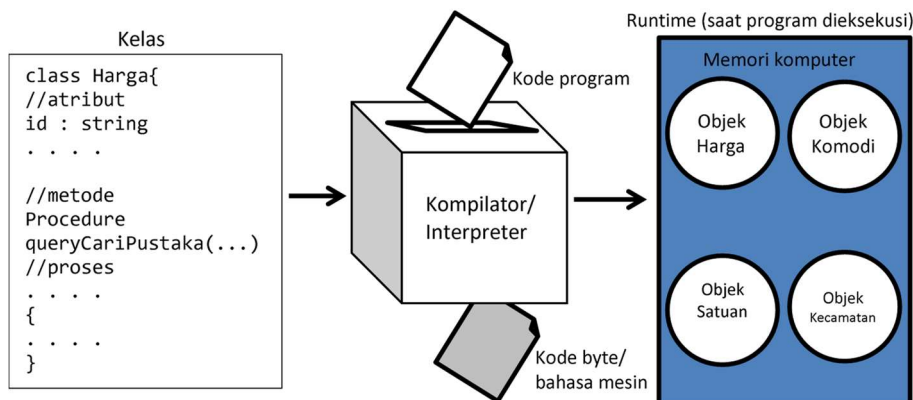 Kelas
class Harga{
//atribut
id : string
. . . .
//metode
Procedure
queryCariPustaka(...)
//proses
. . . .
{
. . . .
}
Kode program
Kompilator/
Interpreter
Kode byte/
bahasa mesin
Runtime (saat program dieksekusi)
Memori komputer
Objek
Harga
Objek
Komodi
Objek
Satuan
Objek
Kecamatan